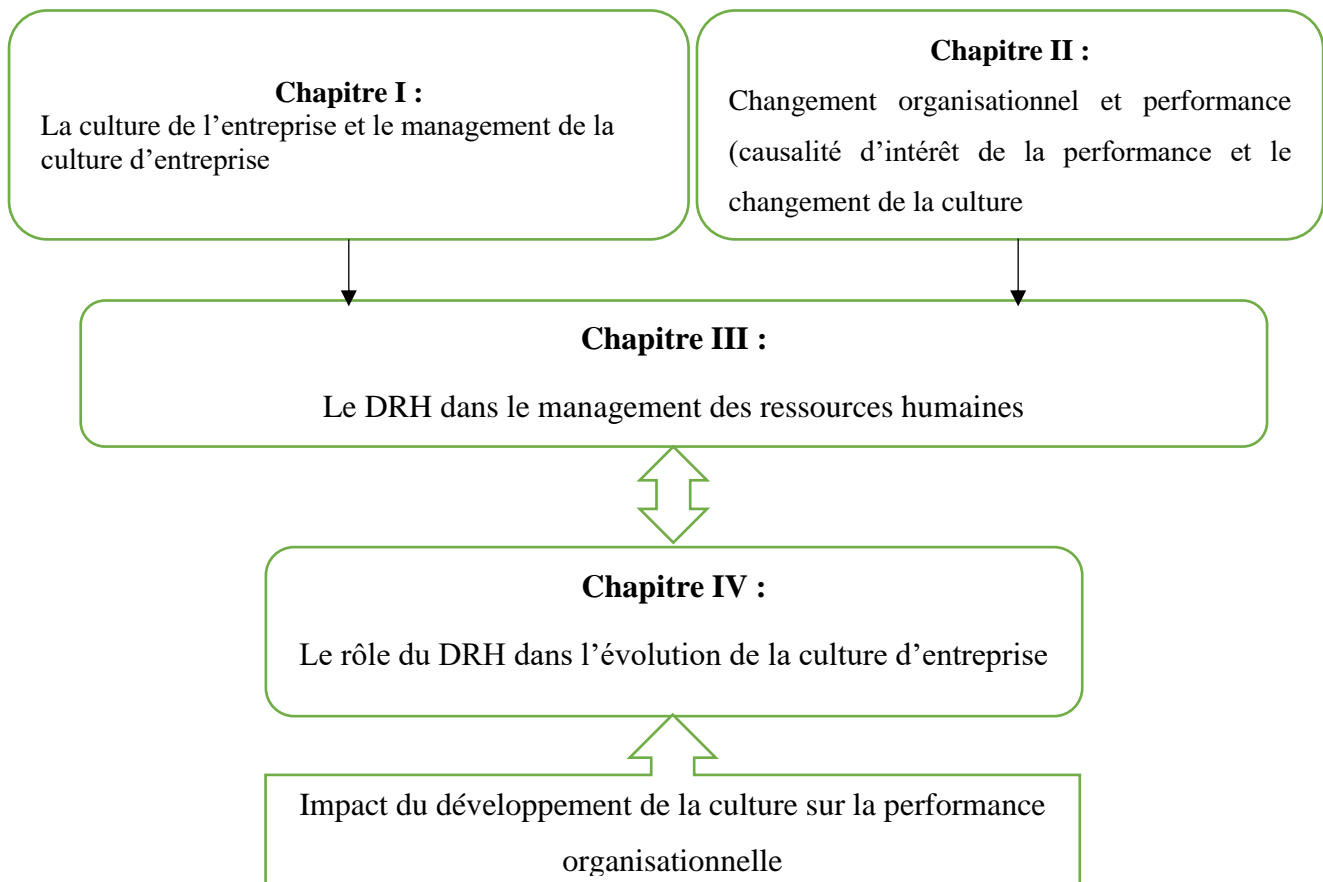 Chapitre I :
La culture de l’entreprise et le management de la
culture d’entreprise
Chapitre II :
Changement organisationnel et performance
(causalité d’intérêt de la performance et le
changement de la culture
Chapitre III :
Le DRH dans le management des ressources humaines
Chapitre IV :
Le rôle du DRH dans l’évolution de la culture d’entreprise
Impact du développement de la culture sur la performance
organisationnelle